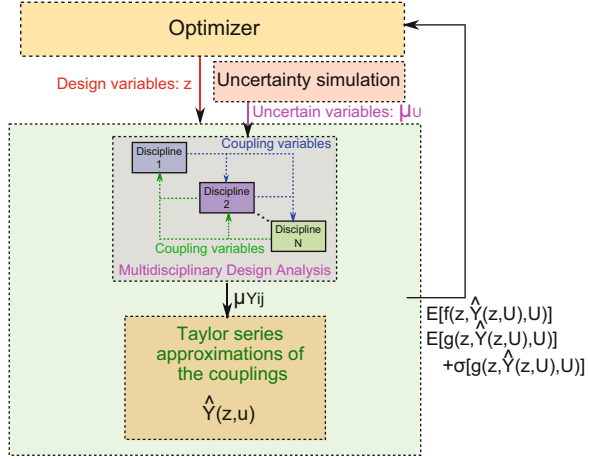 Optimizer
Design variables: z
Uncertainty simulation
Uncertain variables: μU
Discipline
1
Coupling variables
Discipline
2
Discipline
N
Coupling variables
Multidisciplinary Design Analysis
μYij
Taylor series
approximations of
the couplings
Ŷ(z,u)
E[f(z,Ŷ(z,U),U)]
E[g(z,Ŷ(z,U),U)]
+σ[g(z,Ŷ(z,U),U)]